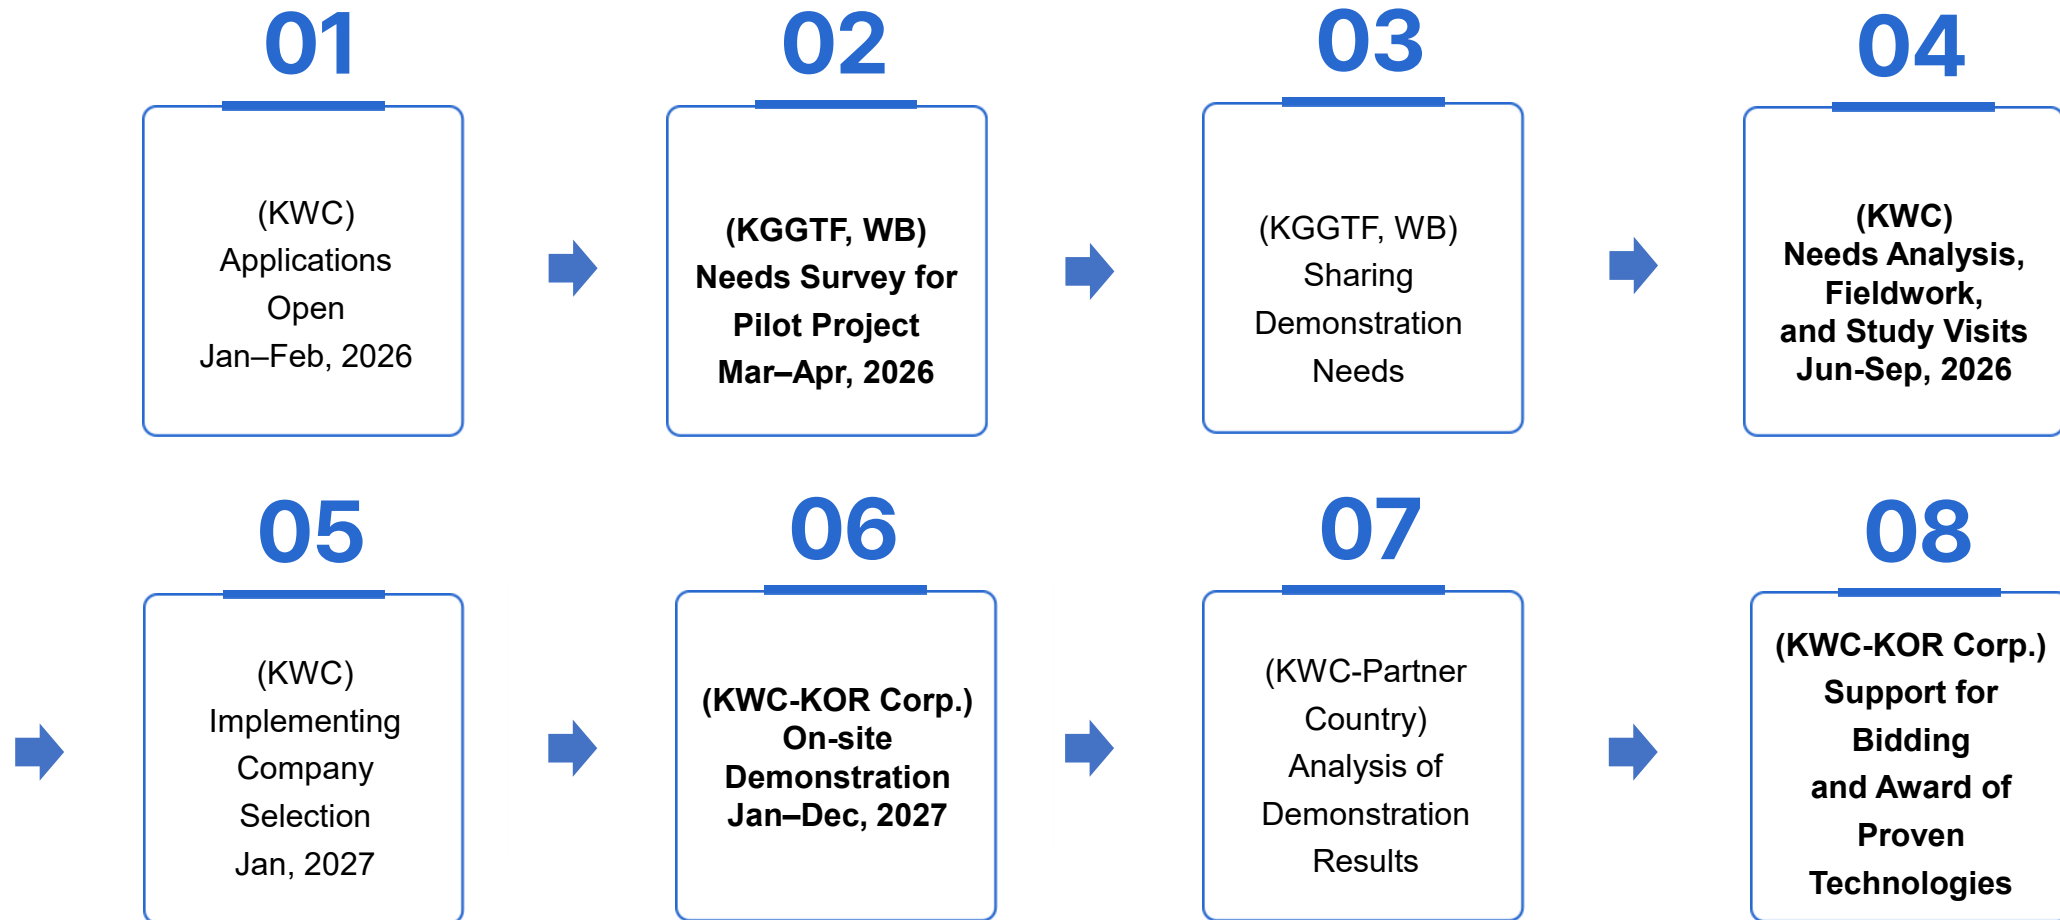 01
(KWC)
Applications
Open
Jan–Feb, 2026
02
(KGGTF, WB)
Needs Survey for
Pilot Project
Mar–Apr, 2026
03
(KGGTF, WB)
Sharing
Demonstration
Needs
04
(KWC)
Needs Analysis,
Fieldwork,
and Study Visits
Jun-Sep, 2026
05
(KWC)
Implementing
Company
Selection
Jan, 2027
06
(KWC-KOR Corp.)
On-site
Demonstration
Jan–Dec, 2027
07
(KWC-Partner
Country)
Analysis of
Demonstration
Results
08
(KWC-KOR Corp.)
Support for
Bidding
and Award of
Proven
Technologies